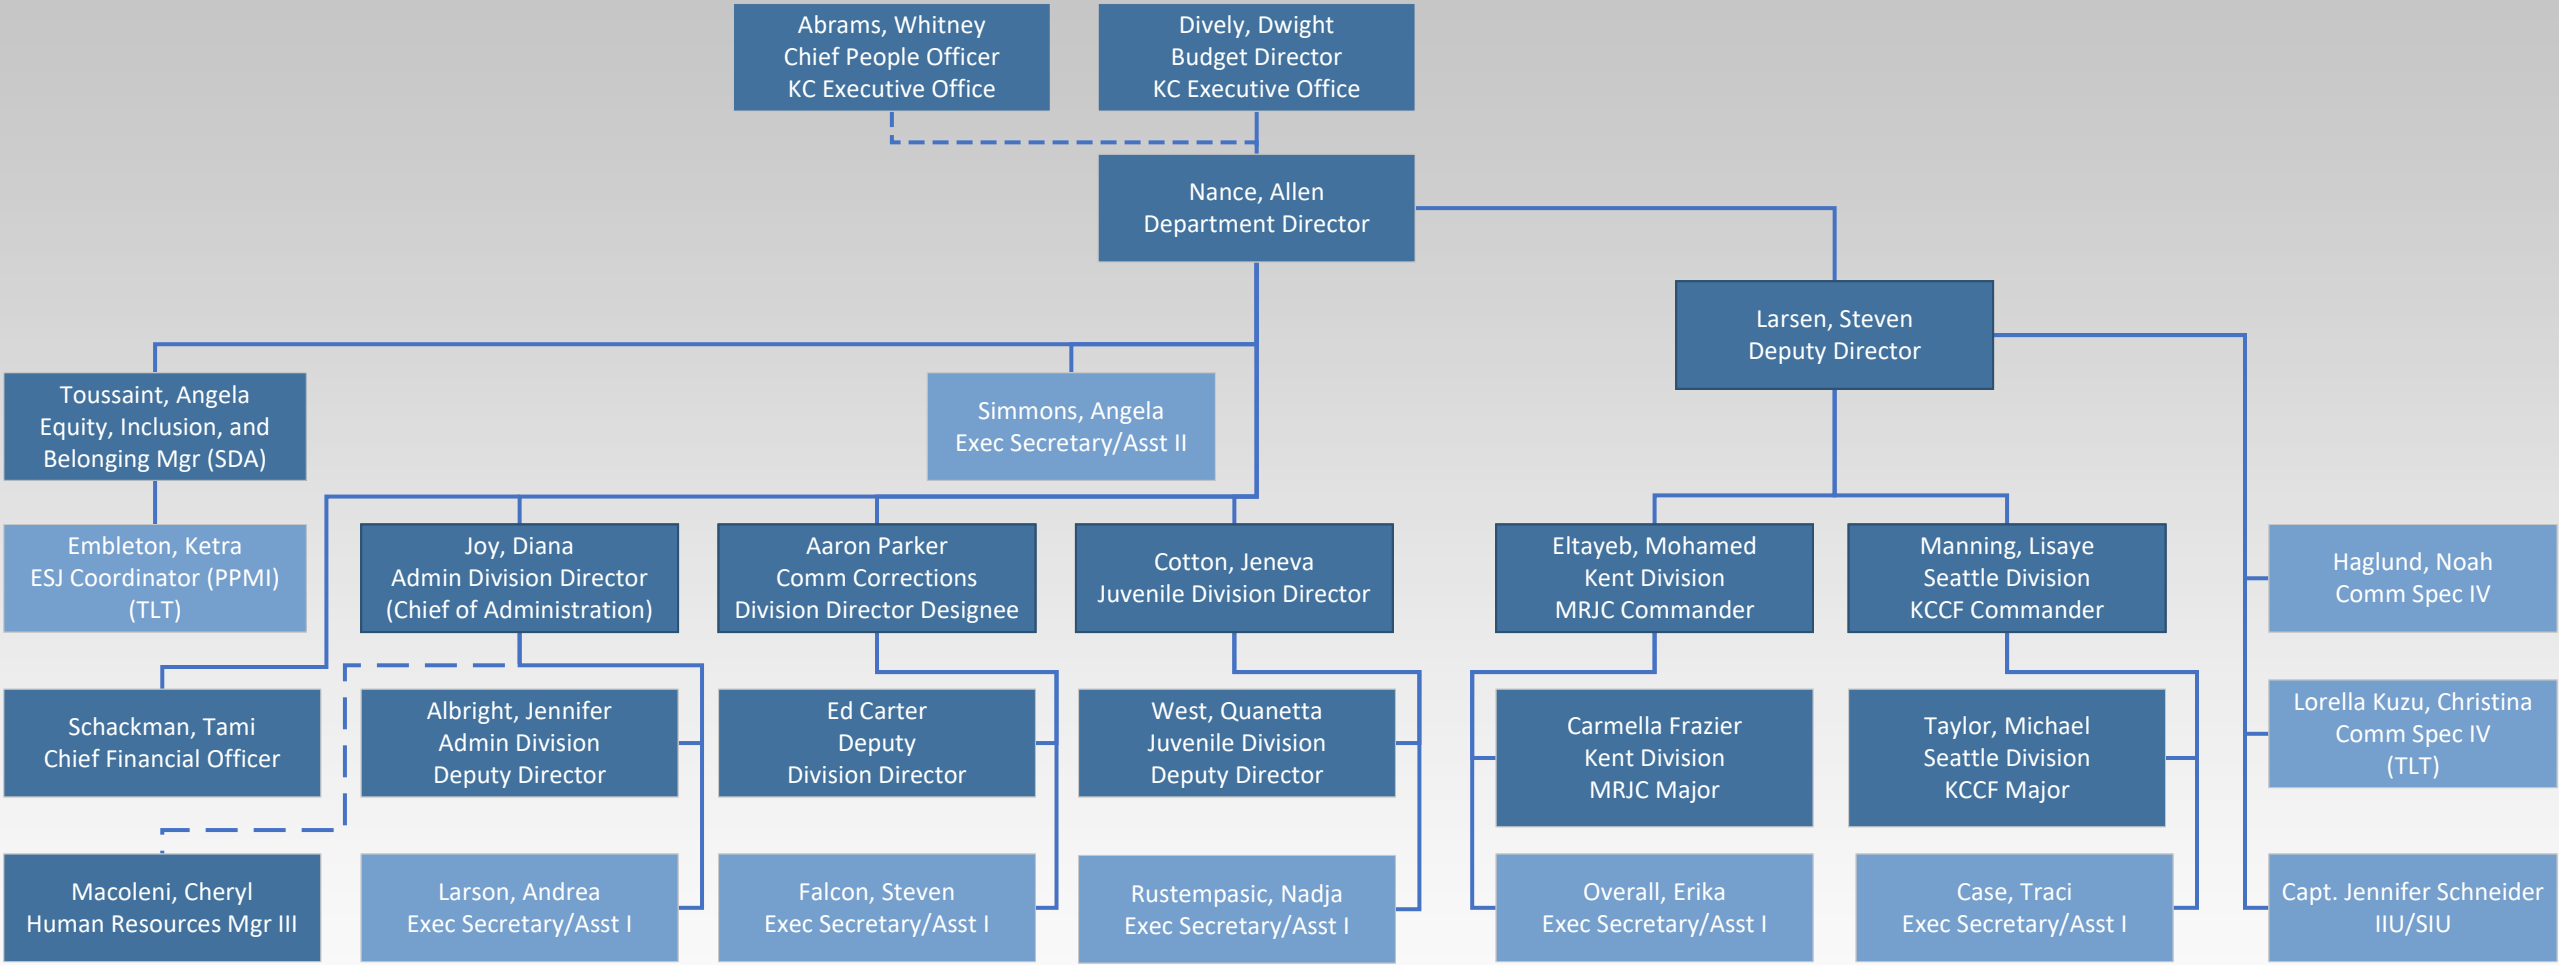 Abrams, Whitney
Chief People Officer
KC Executive Office
Dively, Dwight
Budget Director
KC Executive Office
Nance, Allen
Department Director
Larsen, Steven
Deputy Director
Toussaint, Angela
Equity, Inclusion, and
Belonging Mgr (SDA)
Simmons, Angela
Exec Secretary/Asst II
Embleton, Ketra
ESJ Coordinator (PPMI)
(TLT)
Joy, Diana
Admin Division Director
(Chief of Administration)
Aaron Parker
Comm Corrections
Division Director Designee
Cotton, Jeneva
Juvenile Division Director
Eltayeb, Mohamed
Kent Division
MRJC Commander
Manning, Lisaye
Seattle Division
KCCF Commander
Haglund, Noah
Comm Spec IV
Schackman, Tami
Chief Financial Officer
Albright, Jennifer
Admin Division
Deputy Director
Ed Carter
Deputy
Division Director
West, Quanetta
Juvenile Division
Deputy Director
Carmella Frazier
Kent Division
MRJC Major
Taylor, Michael
Seattle Division
KCCF Major
Lorella Kuzu, Christina
Comm Spec IV
(TLT)
Macoleni, Cheryl
Human Resources Mgr III
Larson, Andrea
Exec Secretary/Asst I
Falcon, Steven
Exec Secretary/Asst I
Rustempasic, Nadja
Exec Secretary/Asst I
Overall, Erika
Exec Secretary/Asst I
Case, Traci
Exec Secretary/Asst I
Capt. Jennifer Schneider
IIU/SIU